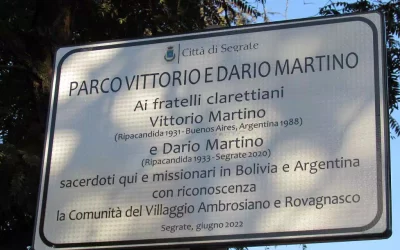 Città di Segrate
PARCO VITTORIO E DARIO MARTINO
Ai fratelli clarettiani
Vittorio Martino
(Ripacandida 1931 - Buenos Aires, Argentina 1988)
e Dario Martino
(Ripacandida 1933 - Segrate 2020)
sacerdoti qui e missionari in Bolivia e Argentina
con riconoscenza
la Comunità del Villaggio Ambrosiano e Rovagnasco
Segrate, giugno 2022